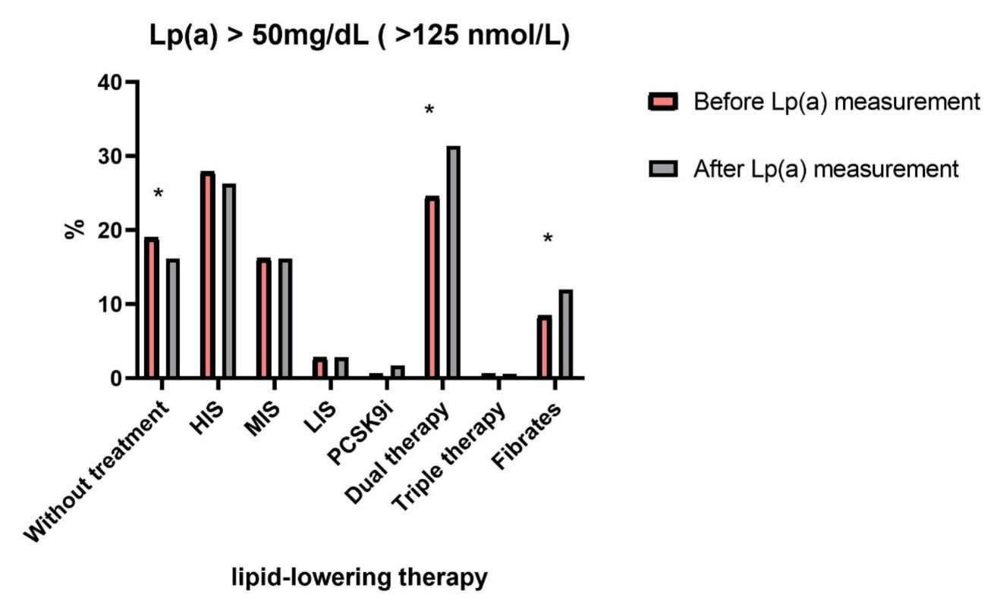 Lp(a) > 50mg/dL ( >125 nmol/L)
40
30
20
10
0
%
*
*
*
Without treatment
HIS
MIS
LIS
PCSK9i
Dual therapy
Triple therapy
Fibrates
lipid-lowering therapy
Before Lp(a) measurement
After Lp(a) measurement